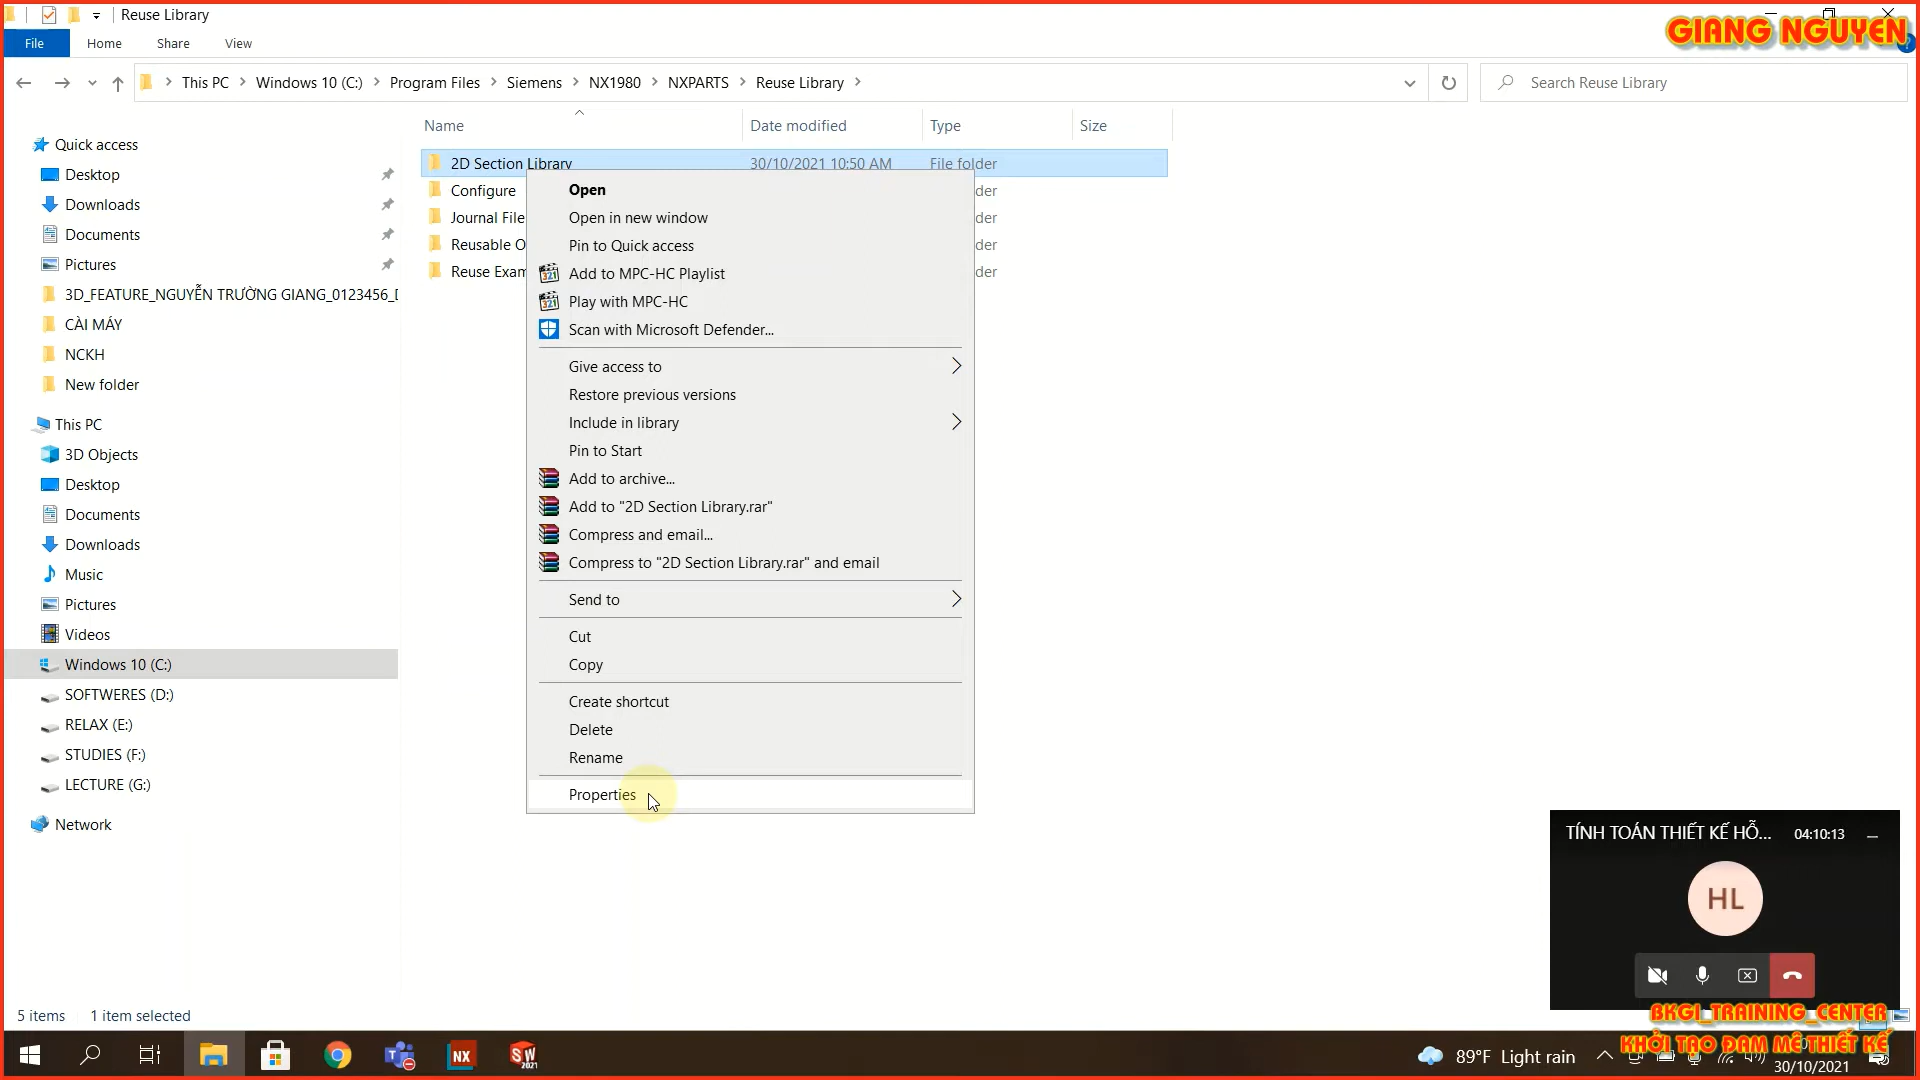 Reuse Library
GIANG NGUYEN
File
Home
Share
View
This PC
Windows 10 (C:)
Program Files
Siemens
NX1980
NXPARTS
Reuse Library
Search Reuse Library
Name
Date modified
Type
Size
Quick access
Desktop
Downloads
Documents
Pictures
3D_FEATURE_NGUYỄN TRƯỜNG GIANG_0123456_
CÀI MÁY
NCKH
New folder
This PC
3D Objects
Desktop
Documents
Downloads
Music
Pictures
Videos
Windows 10 (C:)
SOFTWERES (D:)
RELAX (E:)
STUDIES (F:)
LECTURE (G:)
Network
2D Section Library 30/10/2021 10:50 AM File folder
Configure der
Journal File der
Reusable O der
Reuse Exam der
Open
Open in new window
Pin to Quick access
Add to MPC-HC Playlist
Play with MPC-HC
Scan with Microsoft Defender...
Give access to
Restore previous versions
Include in library
Pin to Start
Add to archive...
Add to "2D Section Library.rar"
Compress and email...
Compress to "2D Section Library.rar" and email
Send to
Cut
Copy
Create shortcut
Delete
Rename
Properties
TÍNH TOÁN THIẾT KẾ HỖ... 04:10:13
HL
5 items 1 item selected
BKGI_TRAINING_CENTER
KHỞI TẠO ĐAM MÊ THIẾT KẾ
NX
SW
2021
89°F Light rain
30/10/2021